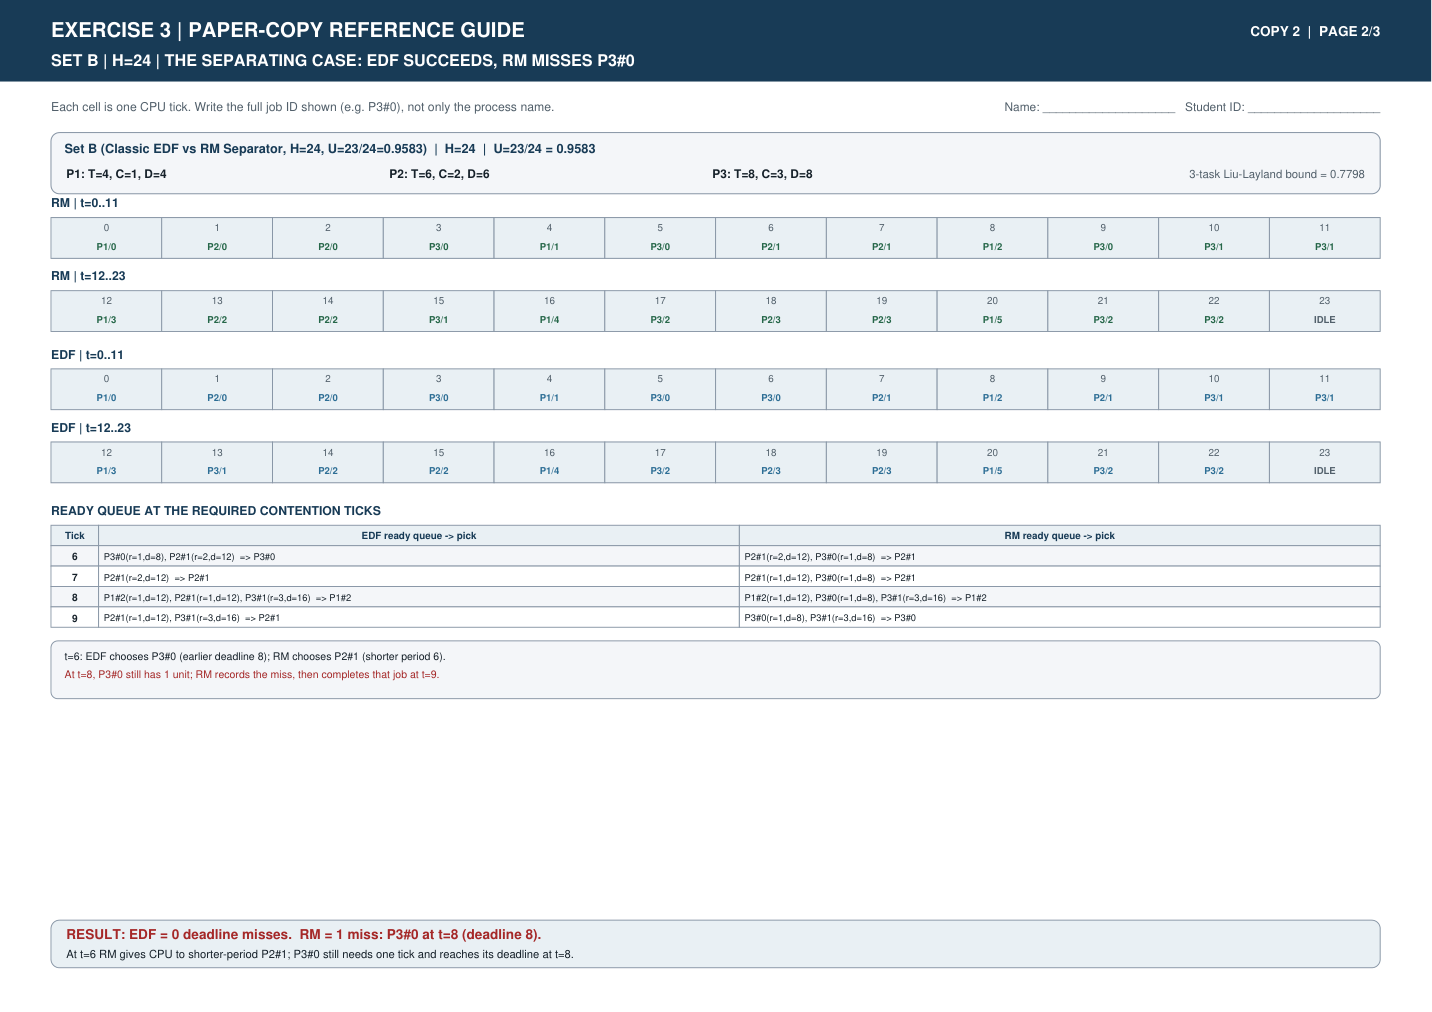 EXERCISE 3 | PAPER-COPY REFERENCE GUIDE
COPY 2 | PAGE 2/3
SET B | H=24 | THE SEPARATING CASE: EDF SUCCEEDS, RM MISSES P3#0
Each cell is one CPU tick. Write the full job ID shown (e.g. P3#0), not only the process name.
Name: ____________________ Student ID: ____________________
Set B (Classic EDF vs RM Separator, H=24, U=23/24=0.9583) | H=24 | U=23/24 = 0.9583
P1: T=4, C=1, D=4 P2: T=6, C=2, D=6 P3: T=8, C=3, D=8 3-task Liu-Layland bound = 0.7798
RM | t=0..11
0 1 2 3 4 5 6 7 8 9 10 11
P1/0 P2/0 P2/0 P3/0 P1/1 P3/0 P2/1 P2/1 P1/2 P3/0 P3/1 P3/1
RM | t=12..23
12 13 14 15 16 17 18 19 20 21 22 23
P1/3 P2/2 P2/2 P3/1 P1/4 P3/2 P2/3 P2/3 P1/5 P3/2 P3/2 IDLE
EDF | t=0..11
0 1 2 3 4 5 6 7 8 9 10 11
P1/0 P2/0 P2/0 P3/0 P1/1 P3/0 P3/0 P2/1 P1/2 P2/1 P3/1 P3/1
EDF | t=12..23
12 13 14 15 16 17 18 19 20 21 22 23
P1/3 P3/1 P2/2 P2/2 P1/4 P3/2 P2/3 P2/3 P1/5 P3/2 P3/2 IDLE
READY QUEUE AT THE REQUIRED CONTENTION TICKS
Tick EDF ready queue -> pick RM ready queue -> pick
6 P3#0(r=1,d=8), P2#1(r=2,d=12) => P3#0 P2#1(r=2,d=12), P3#0(r=1,d=8) => P2#1
7 P2#1(r=2,d=12) => P2#1 P2#1(r=1,d=12), P3#0(r=1,d=8) => P2#1
8 P1#2(r=1,d=12), P2#1(r=1,d=12), P3#1(r=3,d=16) => P1#2 P1#2(r=1,d=12), P3#0(r=1,d=8), P3#1(r=3,d=16) => P1#2
9 P2#1(r=1,d=12), P3#1(r=3,d=16) => P2#1 P3#0(r=1,d=8), P3#1(r=3,d=16) => P3#0
t=6: EDF chooses P3#0 (earlier deadline 8); RM chooses P2#1 (shorter period 6).
At t=8, P3#0 still has 1 unit; RM records the miss, then completes that job at t=9.
RESULT: EDF = 0 deadline misses. RM = 1 miss: P3#0 at t=8 (deadline 8).
At t=6 RM gives CPU to shorter-period P2#1; P3#0 still needs one tick and reaches its deadline at t=8.